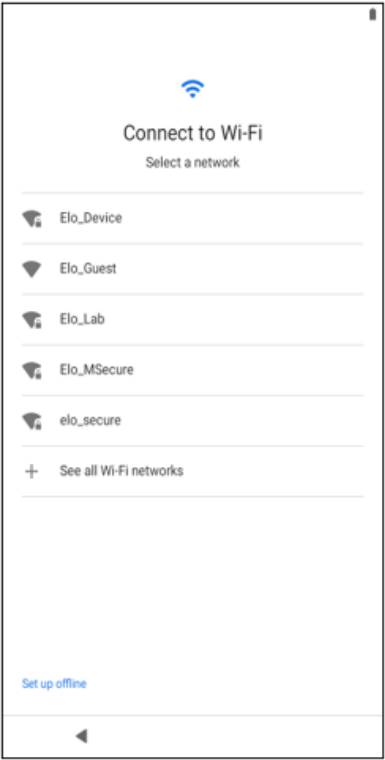 Connect to Wi-Fi
Select a network
Elo_Device
Elo_Guest
Elo_Lab
Elo_MSecure
elo_secure
See all Wi-Fi networks
Set up offline